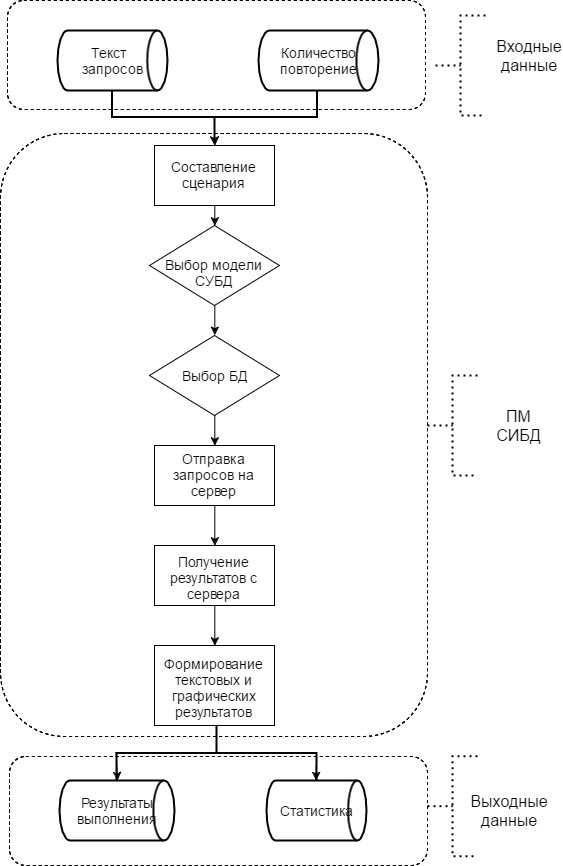 Текст
запросов
Количество
повторение
Входные
данные
Составление
сценария
Выбор модели
СУБД
Выбор БД
ПМ
СИБД
Отправка
запросов на
сервер
Получение
результатов с
сервера
Формирование
текстовых и
графических
результатов
Результаты
выполнения
Статистика
Выходные
данные